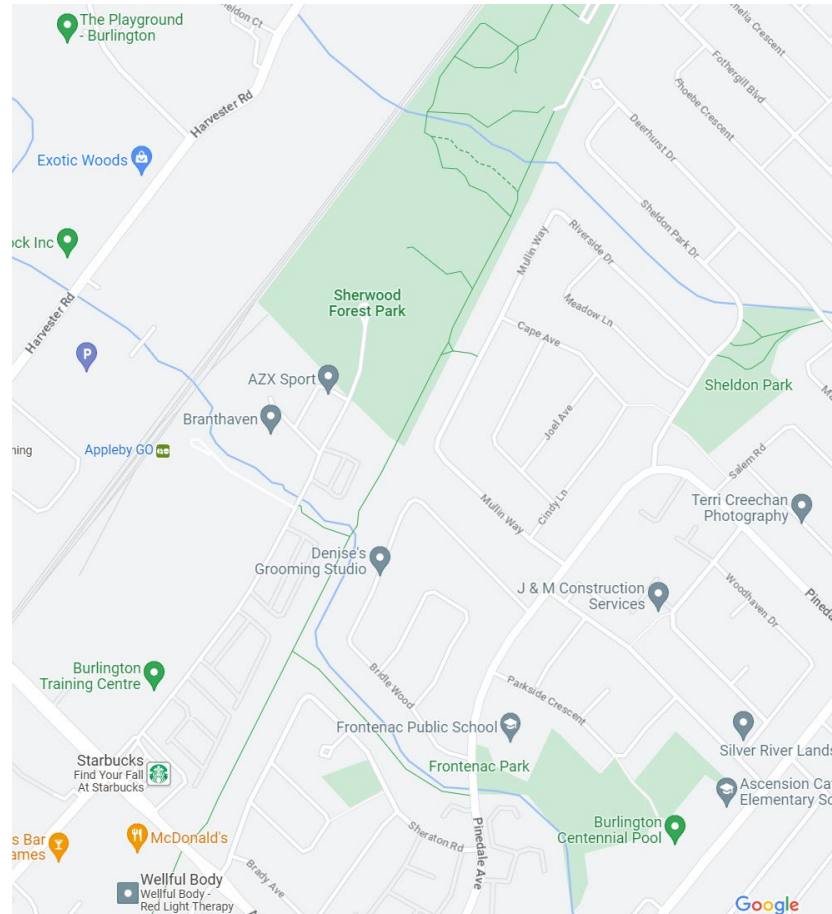 The Playground
- Burlington
eldon Ct
nelia Crescent
Fothergill Blvd
Phoebe Crescent
Harvester Rd
Deerhurst Dr
Exotic Woods
Sheldon Park Dr
ock Inc
Mullin Way
Riverside Dr
Meadow Ln
Sherwood
Forest Park
Harvester Rd
Cape Ave
P
AZX Sport
Sheldon Park
Branthaven
Joel Ave
ning
Appleby GO
Salem Rd
Cindy Ln
Mullin Way
Terri Creechan
Photography
Denise's
Grooming Studio
J & M Construction
Services
Woodhaven Dr
Burlington
Training Centre
Bridle Wood
Parkside Crescent
Frontenac Public School
Silver River Lands
Starbucks
Find Your Fall
At Starbucks
Frontenac Park
Ascension Ca
Elementary Sc
s Bar
ames
McDonald's
Sheraton Rd
Pinedale Ave
Burlington
Centennial Pool
Brady Ave
Wellful Body
Wellful Body -
Red Light Therapy
Google